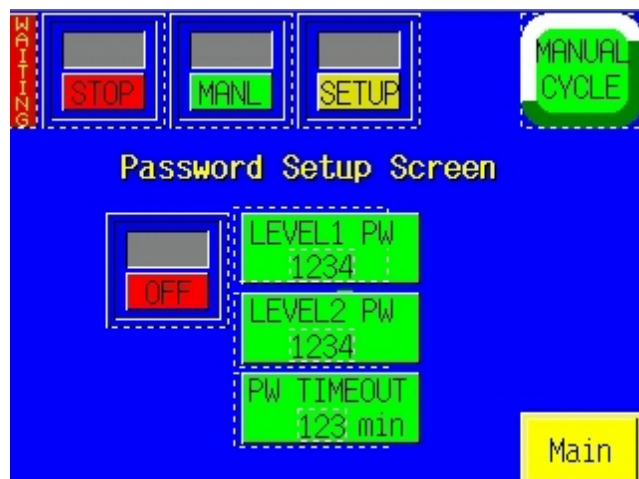 WAITING
STOP
MANL
SETUP
MANUAL
CYCLE
Password Setup Screen
OFF
LEVEL1 PW
1234
LEVEL2 PW
1234
PW TIMEOUT
123 min
Main